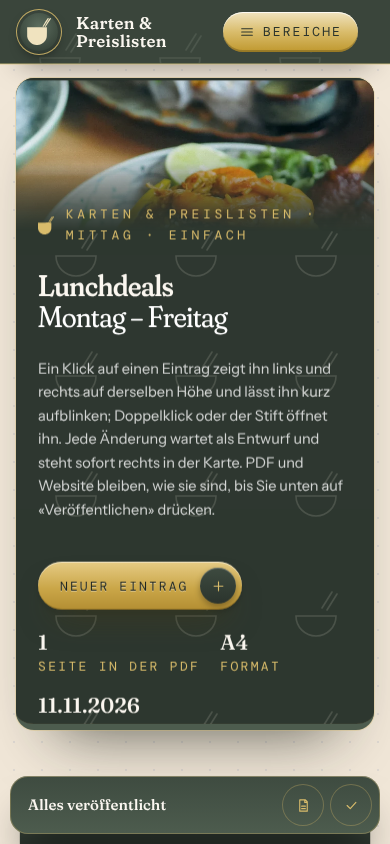 Karten &
Preislisten
BEREICHE
KARTEN & PREISLISTEN ·
MITTAG · EINFACH
Lunchdeals
Montag – Freitag
Ein Klick auf einen Eintrag zeigt ihn links und
rechts auf derselben Höhe und lässt ihn kurz
aufblinken; Doppelklick oder der Stift öffnet
ihn. Jede Änderung wartet als Entwurf und
steht sofort rechts in der Karte. PDF und
Website bleiben, wie sie sind, bis Sie unten auf
«Veröffentlichen» drücken.
NEUER EINTRAG +
1 A4
SEITE IN DER PDF FORMAT
11.11.2026
Alles veröffentlicht